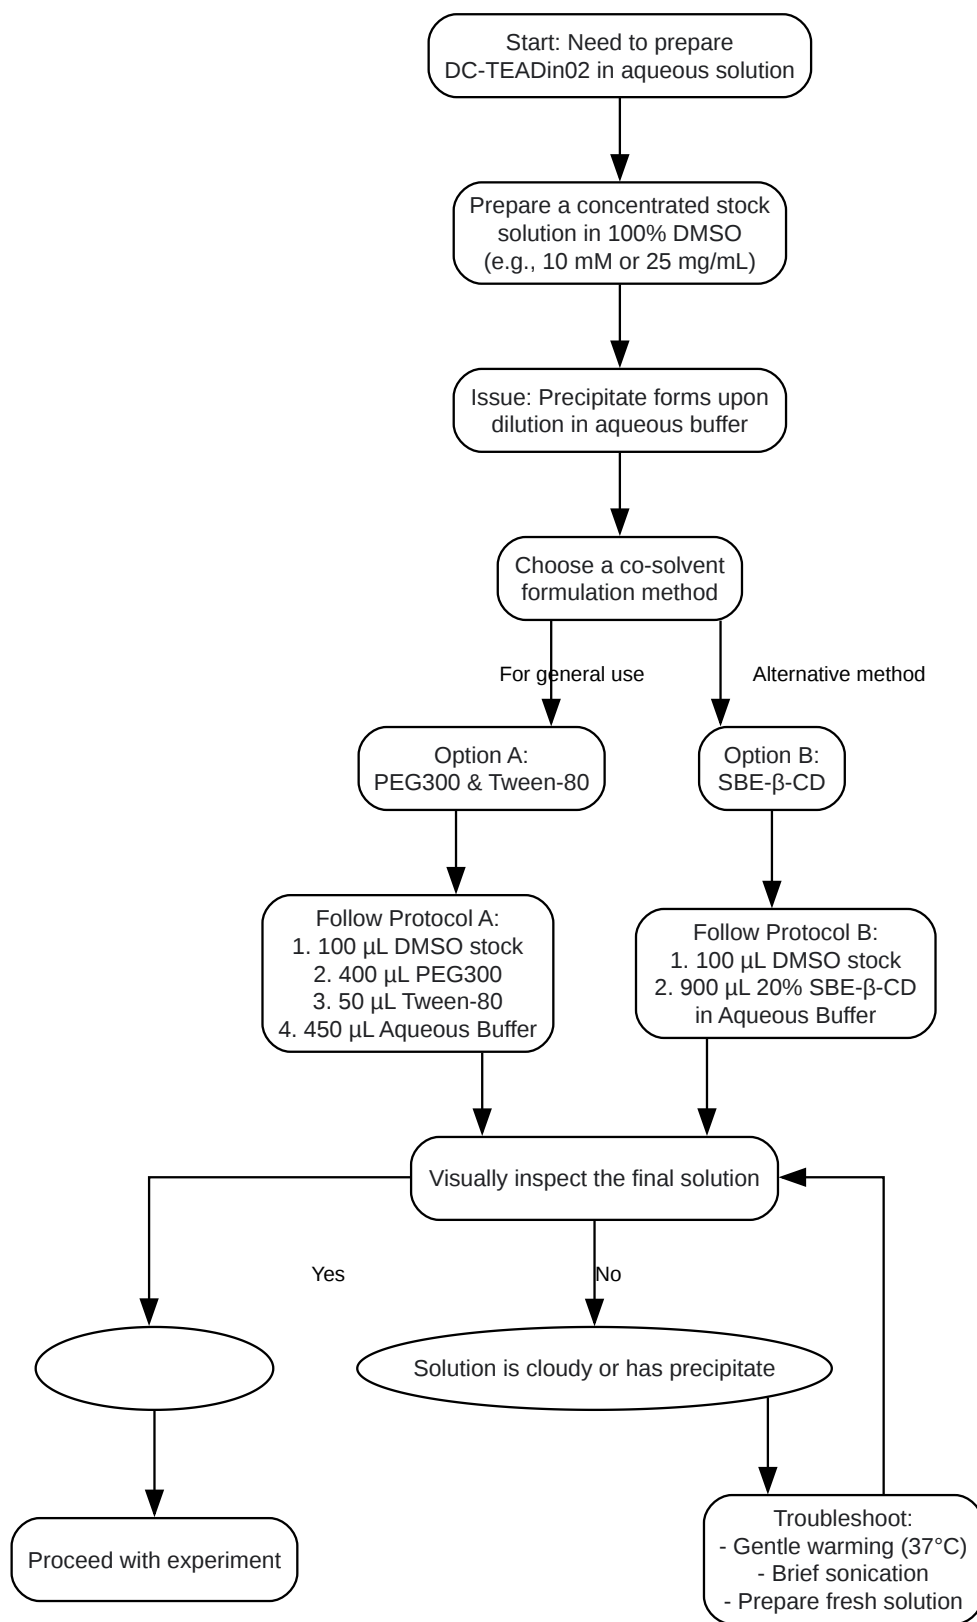 Start: Need to prepare
DC-TEADin02 in aqueous solution
Prepare a concentrated stock
solution in 100% DMSO
(e.g., 10 mM or 25 mg/mL)
Issue: Precipitate forms upon
dilution in aqueous buffer
Choose a co-solvent
formulation method
For general use
Alternative method
Option A:
PEG300 & Tween-80
Option B:
SBE-β-CD
Follow Protocol A:
1. 100 µL DMSO stock
2. 400 µL PEG300
3. 50 µL Tween-80
4. 450 µL Aqueous Buffer
Follow Protocol B:
1. 100 µL DMSO stock
2. 900 µL 20% SBE-β-CD
in Aqueous Buffer
Visually inspect the final solution
Yes
No
Solution is cloudy or has precipitate
Proceed with experiment
Troubleshoot:
- Gentle warming (37°C)
- Brief sonication
- Prepare fresh solution